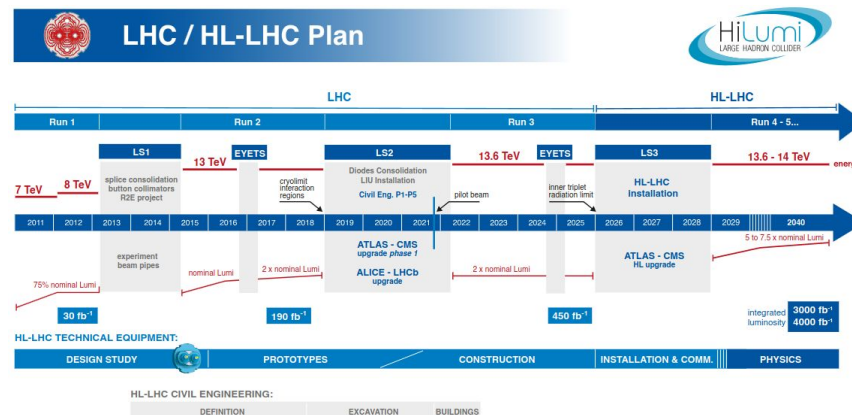 LHC / HL-LHC Plan
HiLumi
LARGE HADRON COLLIDER
LHC
HL-LHC
Run 1
Run 2
Run 3
Run 4 - 5...
LS1
EYETS
LS2
EYETS
LS3
13 TeV
13.6 TeV
13.6 - 14 TeV
energy
splice consolidation
button collimators
R2E project
cryolimit
interaction
regions
Diodes Consolidation
LIU Installation
Civil Eng. P1-P5
pilot beam
inner triplet
radiation limit
HL-LHC
Installation
7 TeV
8 TeV
2011 2012 2013 2014 2015 2016 2017 2018 2019 2020 2021 2022 2023 2024 2025 2026 2027 2028 2029 2040
experiment
beam pipes
ATLAS - CMS
upgrade phase 1
ALICE - LHCb
upgrade
ATLAS - CMS
HL upgrade
5 to 7.5 x nominal Lumi
75% nominal Lumi
nominal Lumi
2 x nominal Lumi
2 x nominal Lumi
30 fb⁻¹
190 fb⁻¹
450 fb⁻¹
integrated
luminosity
3000 fb⁻¹
4000 fb⁻¹
HL-LHC TECHNICAL EQUIPMENT:
DESIGN STUDY
PROTOTYPES
CONSTRUCTION
INSTALLATION & COMM.
PHYSICS
HL-LHC CIVIL ENGINEERING:
DEFINITION
EXCAVATION
BUILDINGS